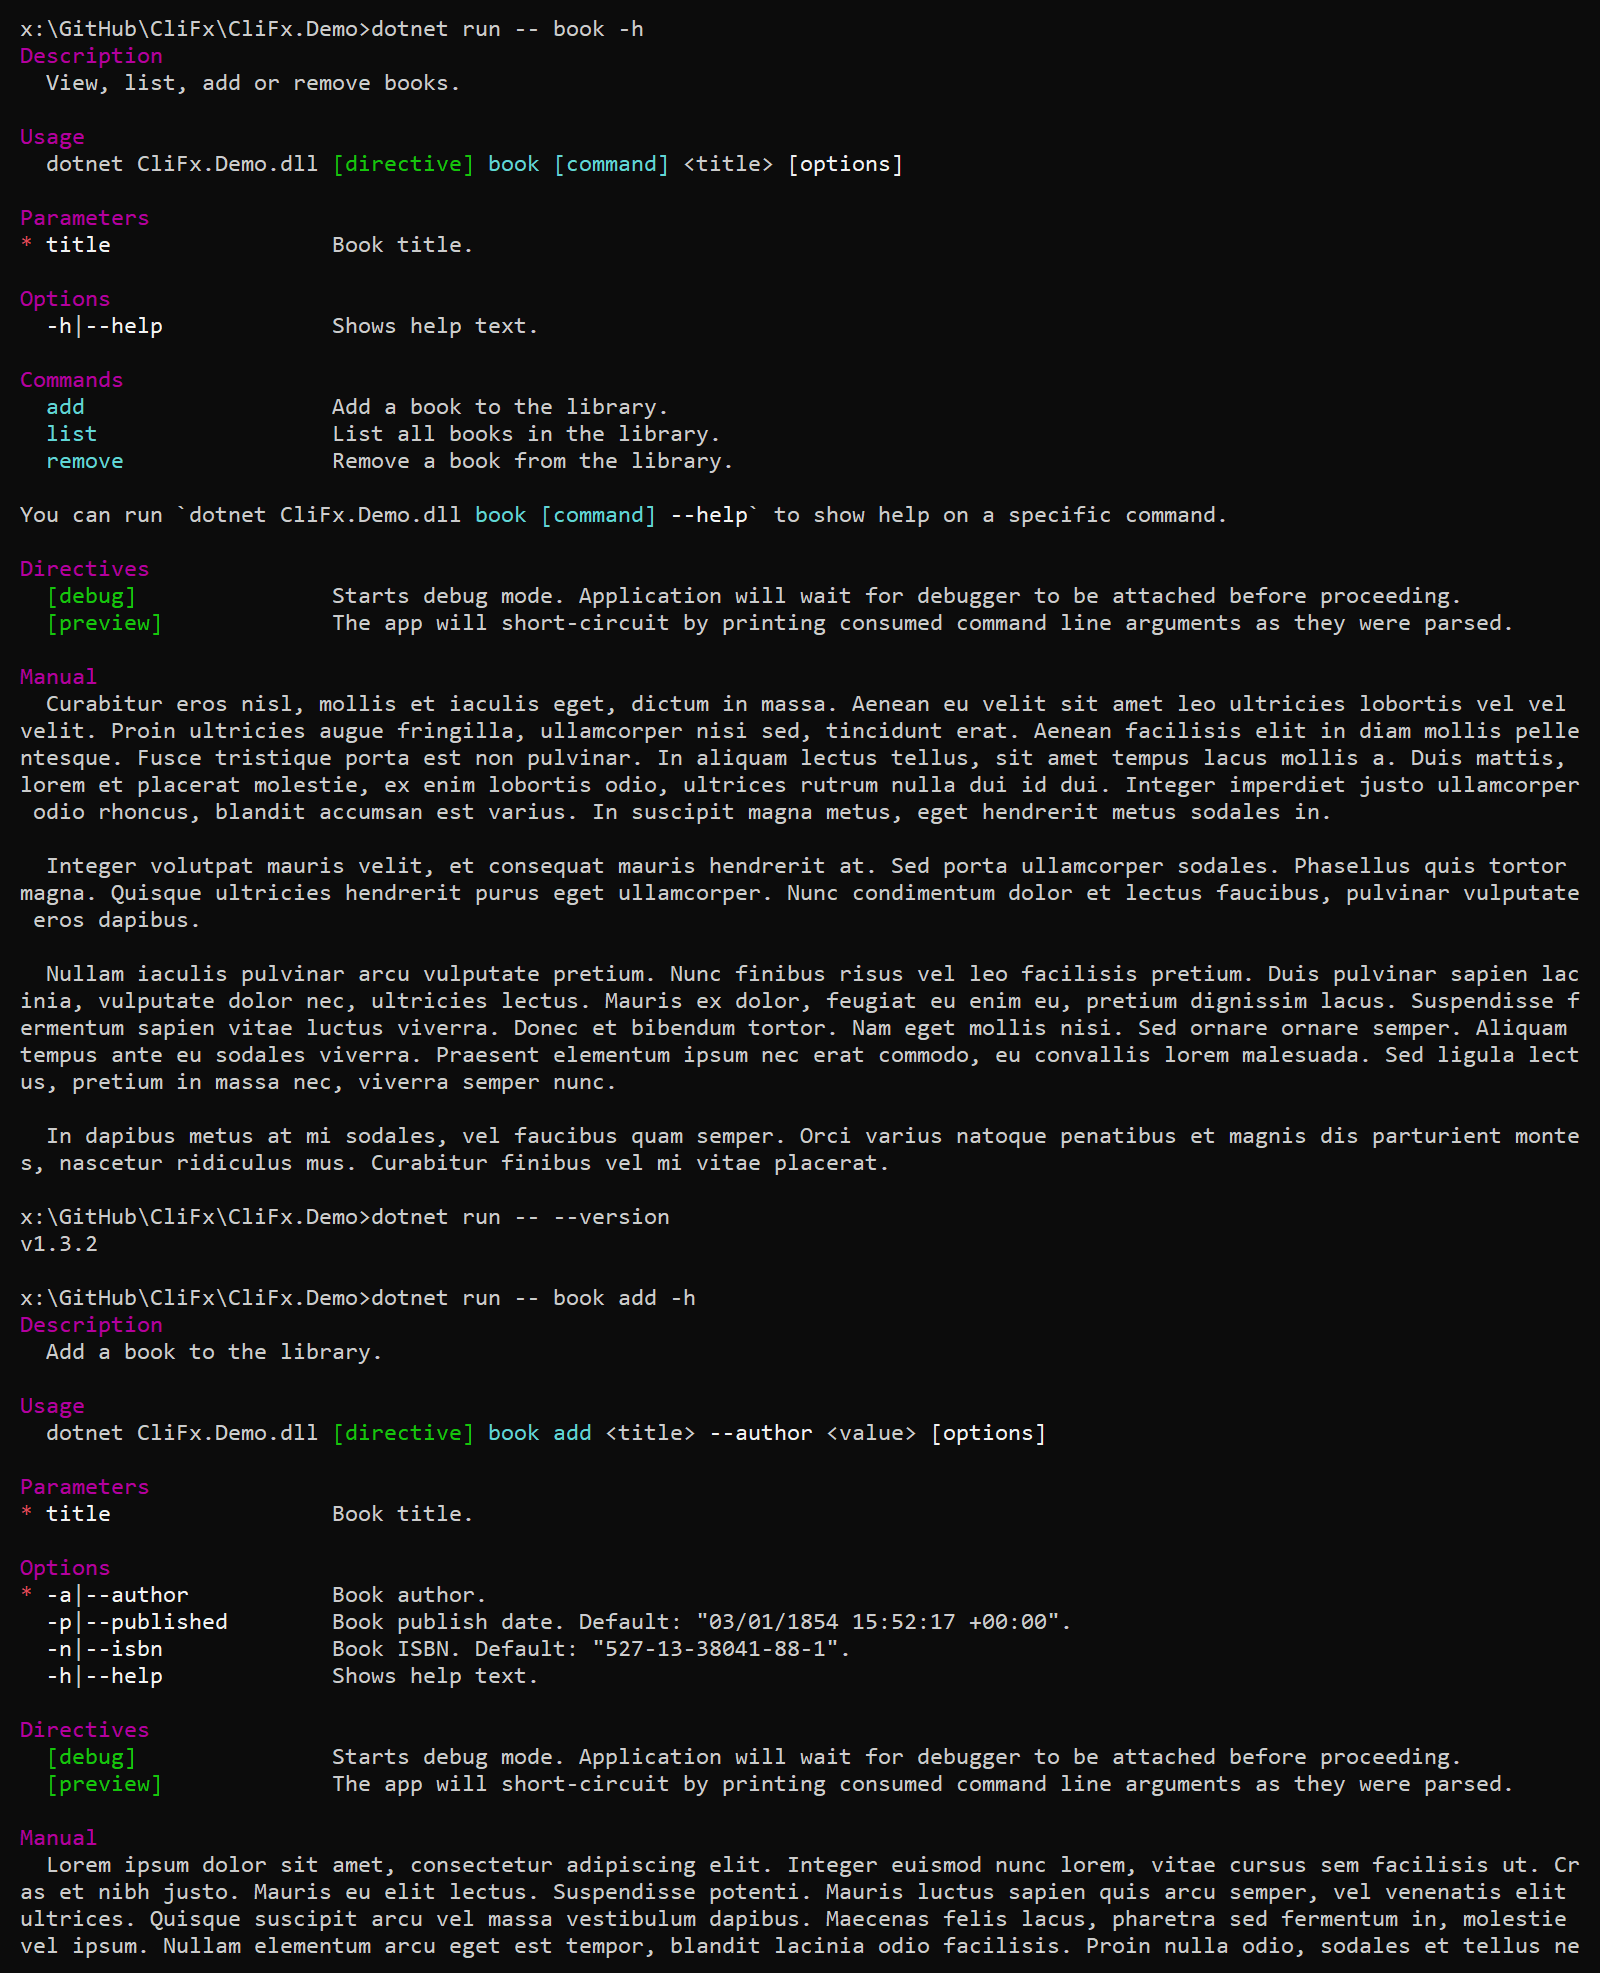 x:\GitHub\CliFx\CliFx.Demo>dotnet run -- book -h
Description
  View, list, add or remove books.

Usage
  dotnet CliFx.Demo.dll [directive] book [command] <title> [options]

Parameters
* title                 Book title.

Options
  -h|--help             Shows help text.

Commands
  add                   Add a book to the library.
  list                  List all books in the library.
  remove                Remove a book from the library.

You can run `dotnet CliFx.Demo.dll book [command] --help` to show help on a specific command.

Directives
  [debug]               Starts debug mode. Application will wait for debugger to be attached before proceeding.
  [preview]             The app will short-circuit by printing consumed command line arguments as they were parsed.

Manual
  Curabitur eros nisl, mollis et iaculis eget, dictum in massa. Aenean eu velit sit amet leo ultricies lobortis vel vel
velit. Proin ultricies augue fringilla, ullamcorper nisi sed, tincidunt erat. Aenean facilisis elit in diam mollis pelle
ntesque. Fusce tristique porta est non pulvinar. In aliquam lectus tellus, sit amet tempus lacus mollis a. Duis mattis,
lorem et placerat molestie, ex enim lobortis odio, ultrices rutrum nulla dui id dui. Integer imperdiet justo ullamcorper
 odio rhoncus, blandit accumsan est varius. In suscipit magna metus, eget hendrerit metus sodales in.

  Integer volutpat mauris velit, et consequat mauris hendrerit at. Sed porta ullamcorper sodales. Phasellus quis tortor
magna. Quisque ultricies hendrerit purus eget ullamcorper. Nunc condimentum dolor et lectus faucibus, pulvinar vulputate
 eros dapibus.

  Nullam iaculis pulvinar arcu vulputate pretium. Nunc finibus risus vel leo facilisis pretium. Duis pulvinar sapien lac
inia, vulputate dolor nec, ultricies lectus. Mauris ex dolor, feugiat eu enim eu, pretium dignissim lacus. Suspendisse f
ermentum sapien vitae luctus viverra. Donec et bibendum tortor. Nam eget mollis nisi. Sed ornare ornare semper. Aliquam
tempus ante eu sodales viverra. Praesent elementum ipsum nec erat commodo, eu convallis lorem malesuada. Sed ligula lect
us, pretium in massa nec, viverra semper nunc.

  In dapibus metus at mi sodales, vel faucibus quam semper. Orci varius natoque penatibus et magnis dis parturient monte
s, nascetur ridiculus mus. Curabitur finibus vel mi vitae placerat.

x:\GitHub\CliFx\CliFx.Demo>dotnet run -- --version
v1.3.2

x:\GitHub\CliFx\CliFx.Demo>dotnet run -- book add -h
Description
  Add a book to the library.

Usage
  dotnet CliFx.Demo.dll [directive] book add <title> --author <value> [options]

Parameters
* title                 Book title.

Options
* -a|--author           Book author.
  -p|--published        Book publish date. Default: "03/01/1854 15:52:17 +00:00".
  -n|--isbn             Book ISBN. Default: "527-13-38041-88-1".
  -h|--help             Shows help text.

Directives
  [debug]               Starts debug mode. Application will wait for debugger to be attached before proceeding.
  [preview]             The app will short-circuit by printing consumed command line arguments as they were parsed.

Manual
  Lorem ipsum dolor sit amet, consectetur adipiscing elit. Integer euismod nunc lorem, vitae cursus sem facilisis ut. Cr
as et nibh justo. Mauris eu elit lectus. Suspendisse potenti. Mauris luctus sapien quis arcu semper, vel venenatis elit
ultrices. Quisque suscipit arcu vel massa vestibulum dapibus. Maecenas felis lacus, pharetra sed fermentum in, molestie
vel ipsum. Nullam elementum arcu eget est tempor, blandit lacinia odio facilisis. Proin nulla odio, sodales et tellus ne